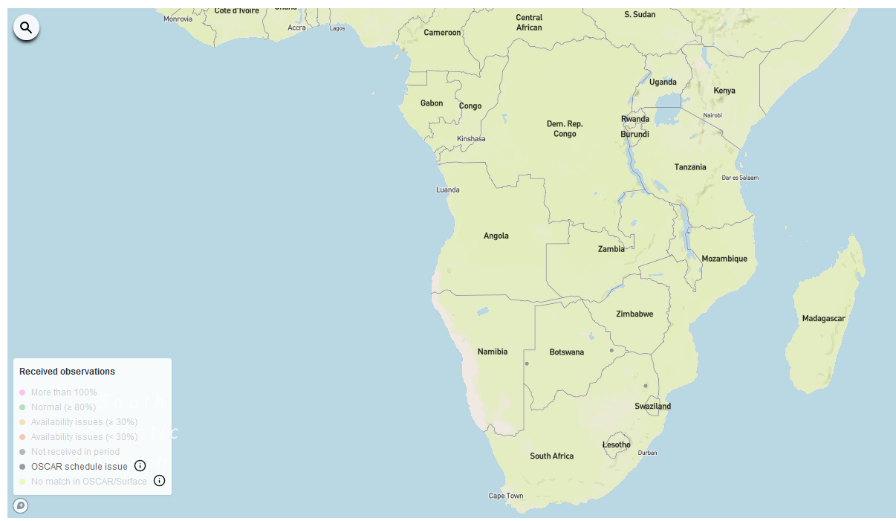 Cote d'Ivoire
Monrovia
Accra
Lagos
Cameroon
Central
African
S. Sudan
Uganda
Kenya
Gabon
Congo
Rwanda
Nairobi
Dem. Rep.
Congo
Burundi
Kinshasa
Tanzania
Dar es Salaam
Luanda
Angola
Zambia
Mozambique
Zimbabwe
Madagascar
Namibia
Botswana
Swaziland
Lesotho
Durban
South Africa
Cape Town
Received observations
More than 100%
Normal (≥ 80%)
Availability issues (≥ 30%)
Availability issues (< 30%)
Not received in period
OSCAR schedule issue
No match in OSCAR/Surface